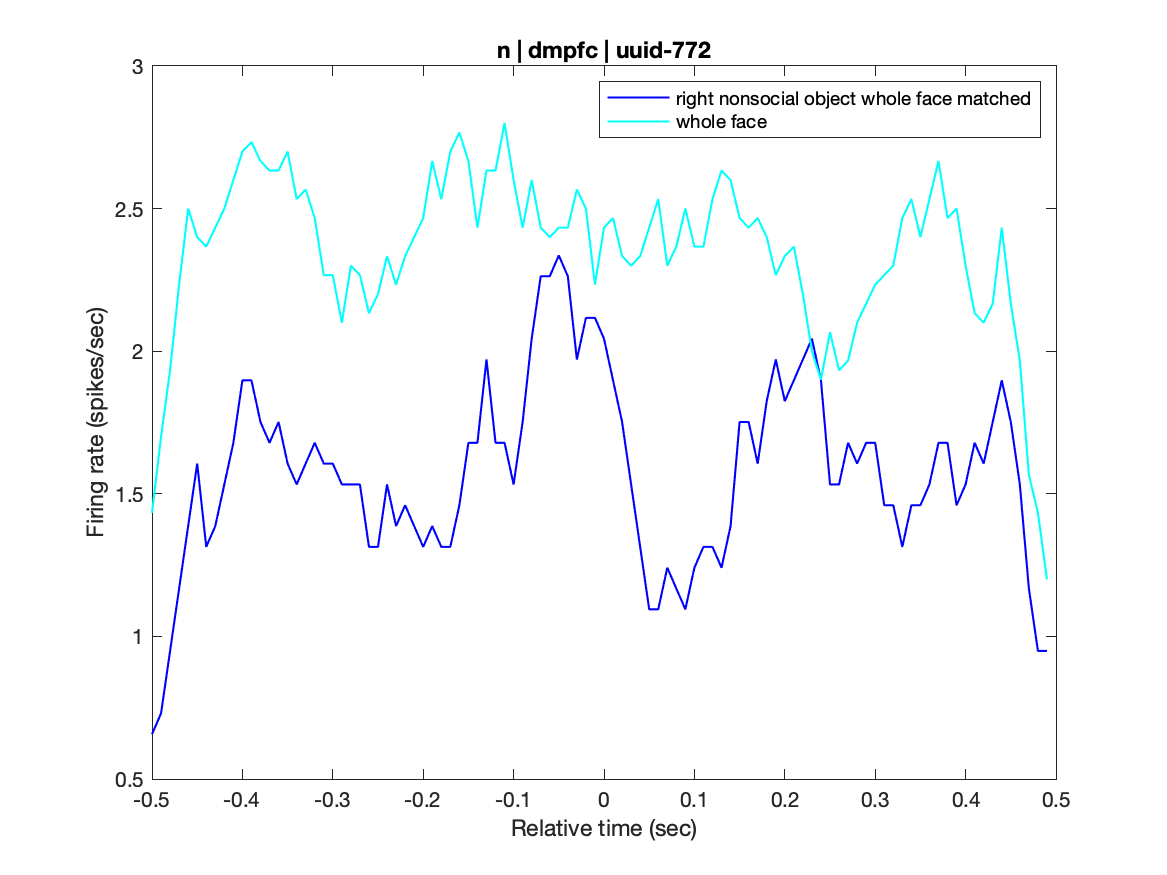 n | dmpfc | uuid-772
right nonsocial object whole face matched
whole face
3
2.5
2
1.5
1
0.5
Firing rate (spikes/sec)
-0.5 -0.4 -0.3 -0.2 -0.1 0 0.1 0.2 0.3 0.4 0.5
Relative time (sec)